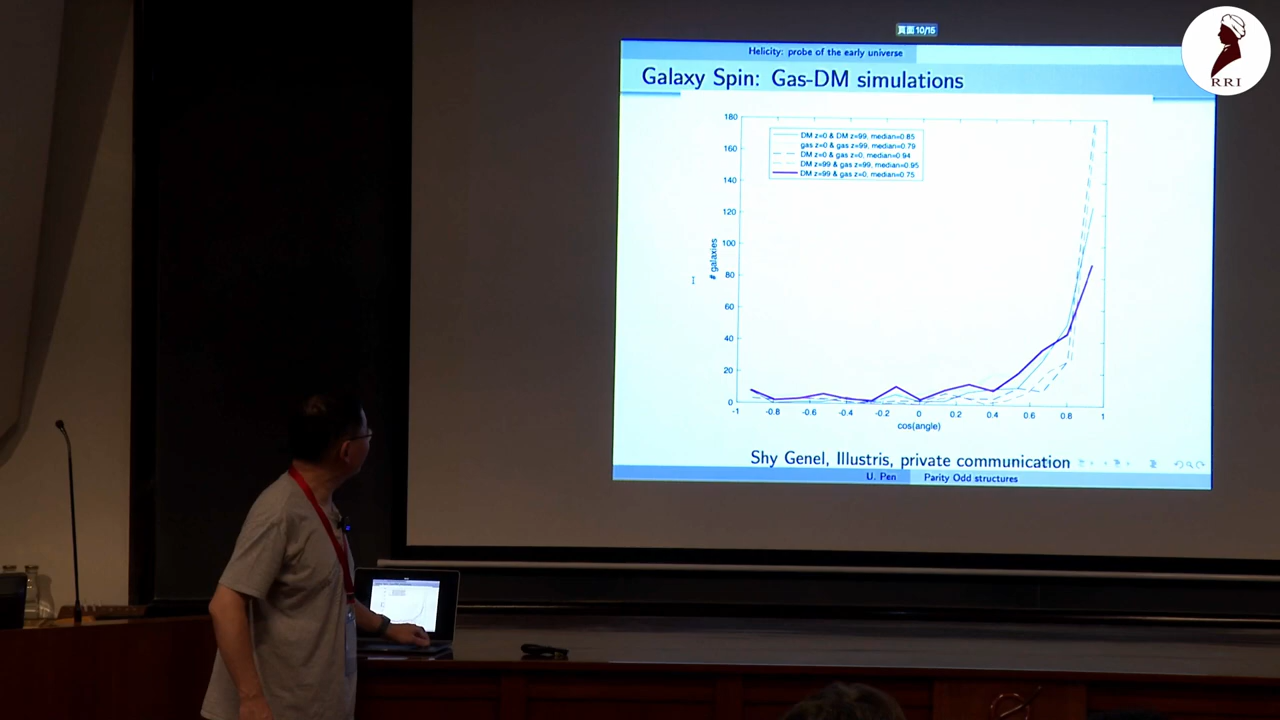 頁面 10/15
RRI
Helicity: probe of the early universe
Galaxy Spin: Gas-DM simulations
180
160
140
120
100
80
60
40
20
0
# galaxies
DM z=0 & DM z=99, median=0.85
gas z=0 & gas z=99, median=0.79
DM z=0 & gas z=0, median=0.94
DM z=99 & gas z=99, median=0.95
DM z=99 & gas z=0, median=0.75
-1 -0.8 -0.6 -0.4 -0.2 0 0.2 0.4 0.6 0.8 1
cos(angle)
Shy Genel, Illustris, private communication
U. Pen Parity Odd structures